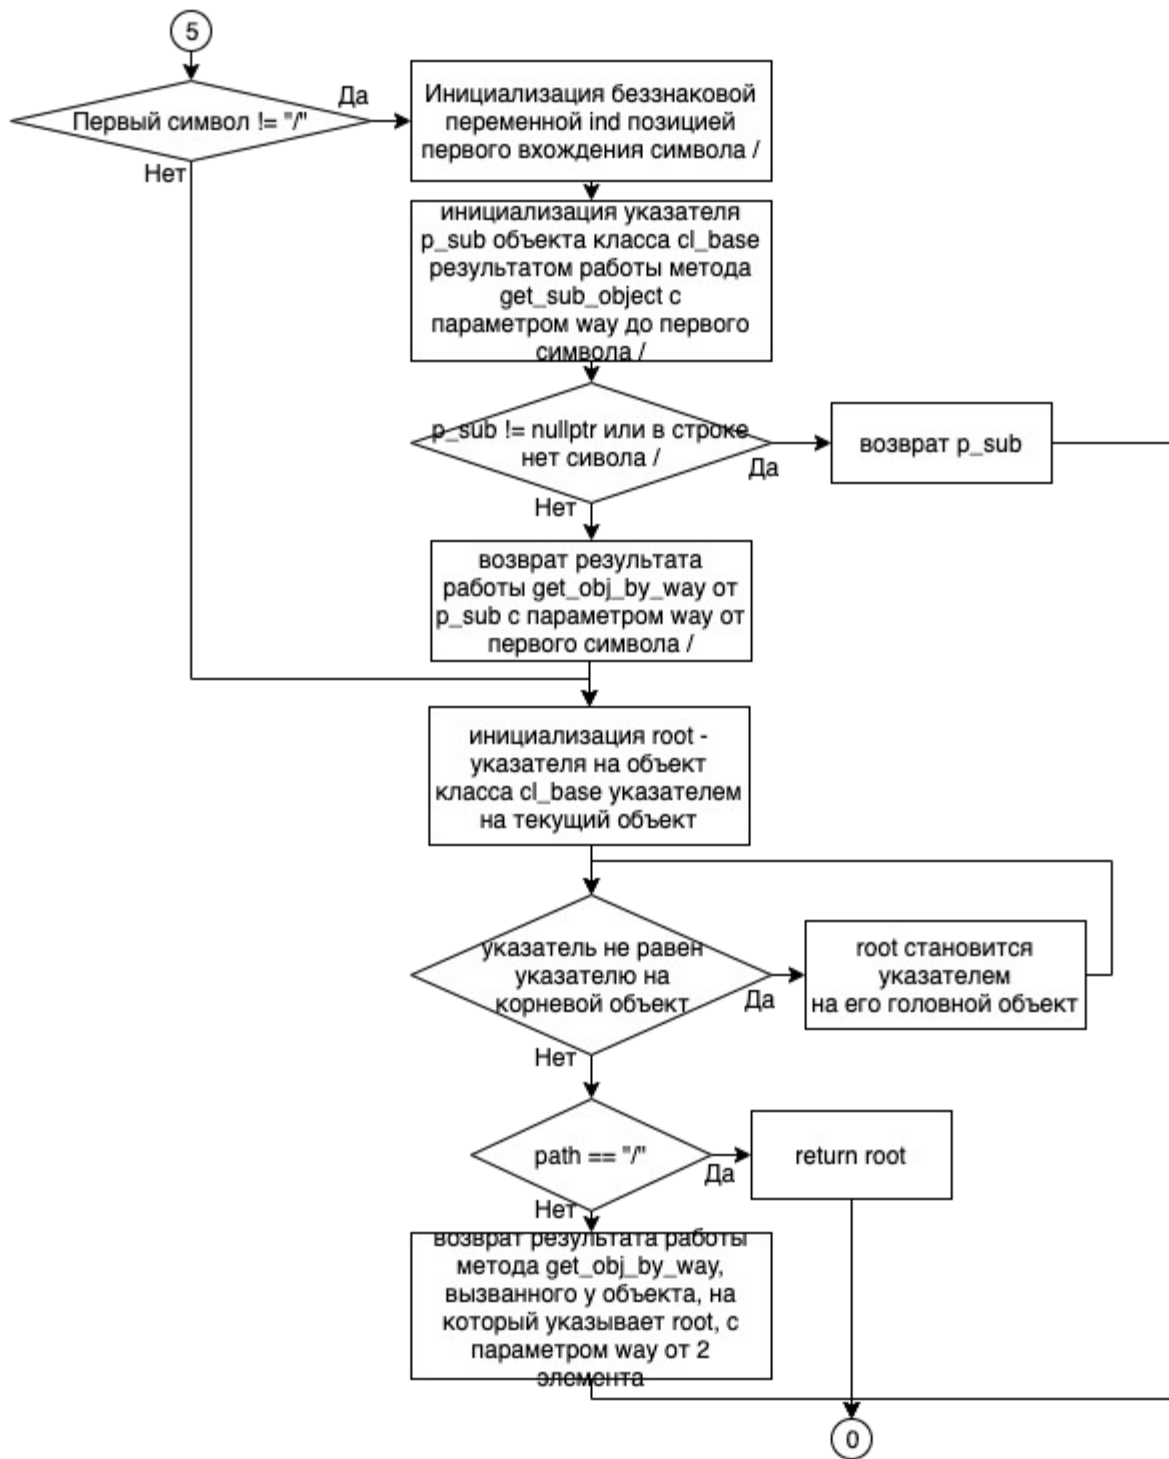 5
Первый символ != "/"
Да
Нет
Инициализация беззнаковой
переменной ind позицией
первого вхождения символа /
инициализация указателя
p_sub объекта класса cl_base
результатом работы метода
get_sub_object с
параметром way до первого
символа /
p_sub != nullptr или в строке
нет сивола /
Да
Нет
возврат p_sub
возврат результата
работы get_obj_by_way от
p_sub с параметром way от
первого символа /
инициализация root -
указателя на объект
класса cl_base указателем
на текущий объект
указатель не равен
указателю на
корневой объект
Да
Нет
root становится
указателем
на его головной объект
path == "/"
Да
Нет
return root
возврат результата работы
метода get_obj_by_way,
вызванного у объекта, на
который указывает root, с
параметром way от 2
элемента
0